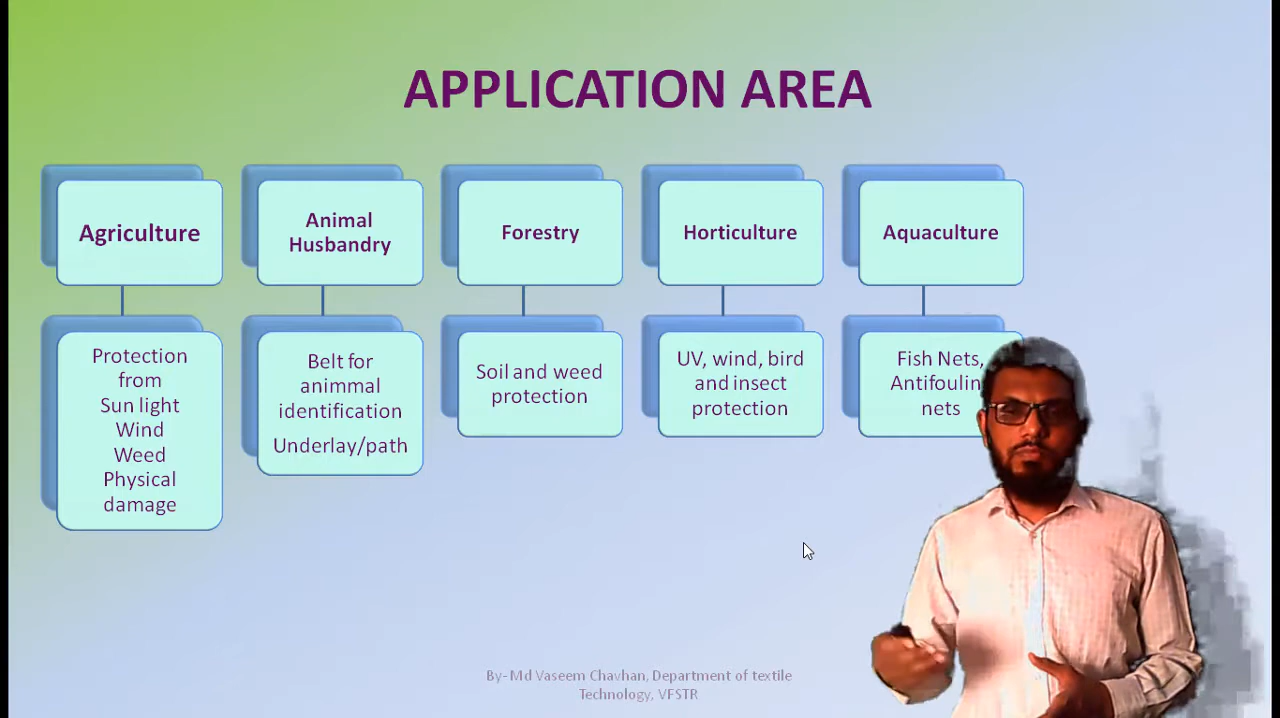 APPLICATION AREA
Agriculture
Animal
Husbandry
Forestry
Horticulture
Aquaculture
Protection
from
Sun light
Wind
Weed
Physical
damage
Belt for
animmal
identification
Underlay/path
Soil and weed
protection
UV, wind, bird
and insect
protection
Fish Nets,
Antifoulin
nets
By- Md Vaseem Chavhan, Department of textile
Technology, VFSTR